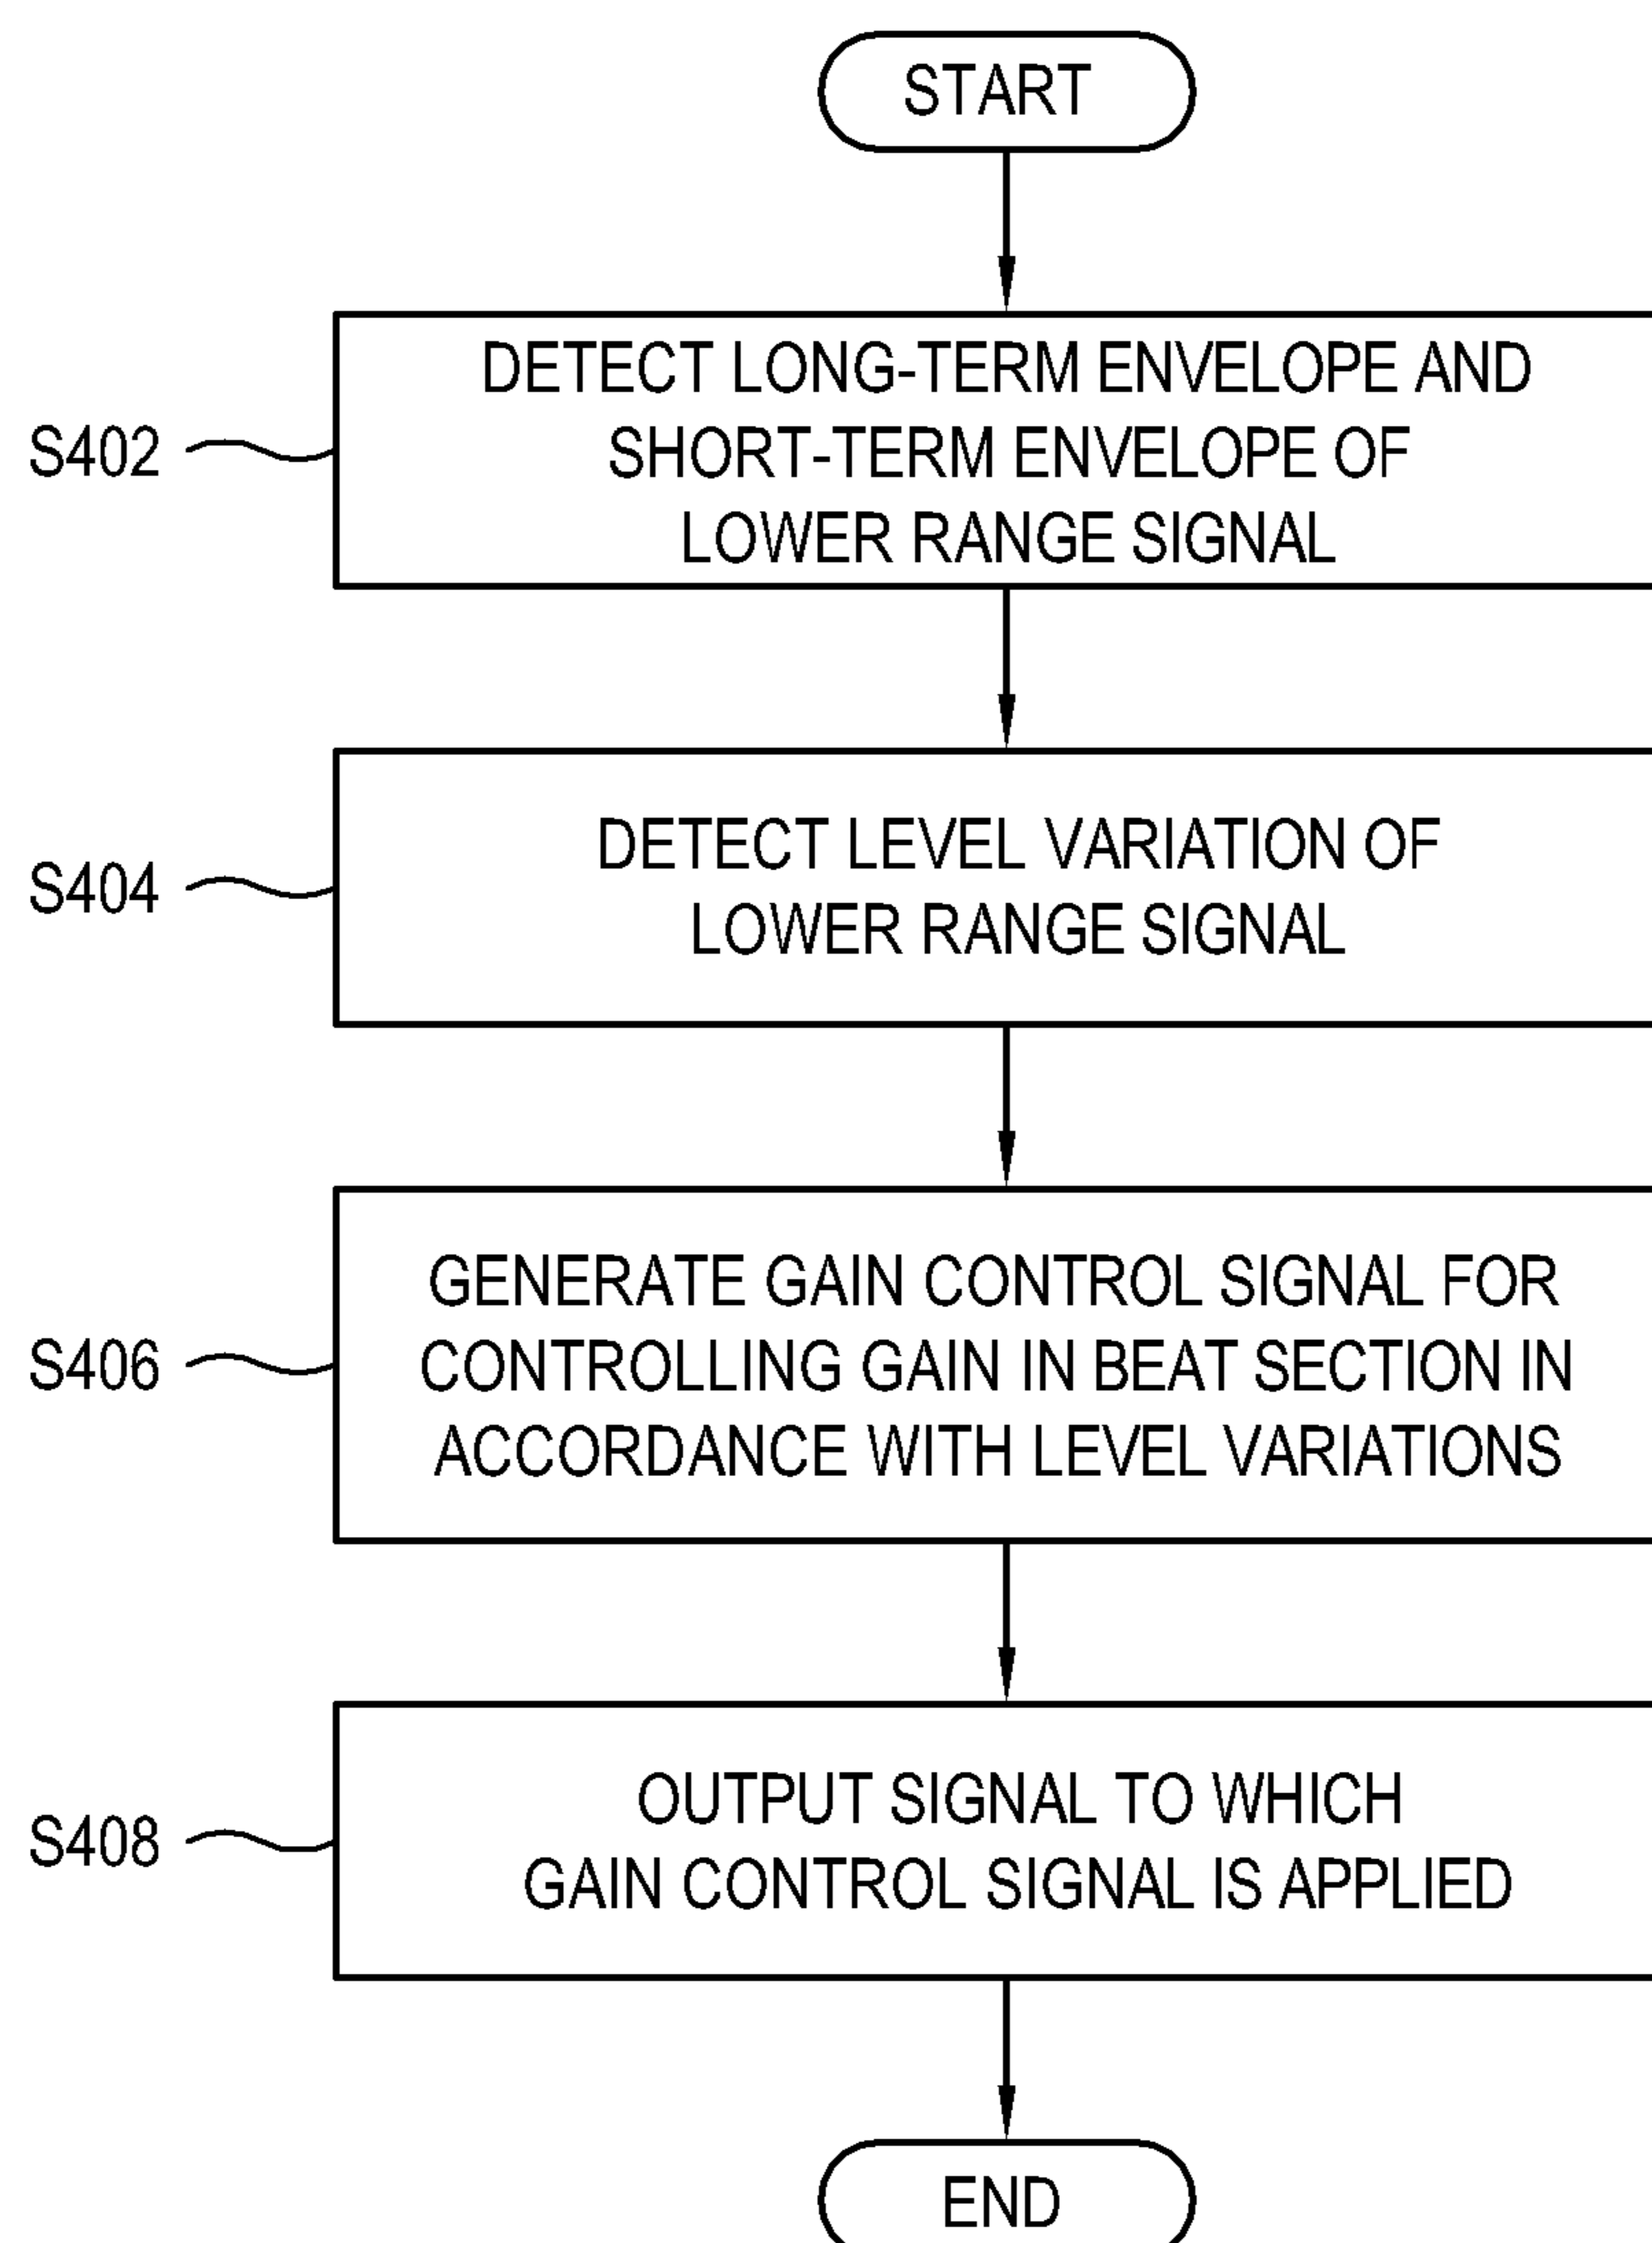 START
DETECT LONG-TERM ENVELOPE AND
SHORT-TERM ENVELOPE OF
LOWER RANGE SIGNAL
S402
DETECT LEVEL VARIATION OF
LOWER RANGE SIGNAL
S404
GENERATE GAIN CONTROL SIGNAL FOR
CONTROLLING GAIN IN BEAT SECTION IN
ACCORDANCE WITH LEVEL VARIATIONS
S406
OUTPUT SIGNAL TO WHICH
GAIN CONTROL SIGNAL IS APPLIED
S408
END